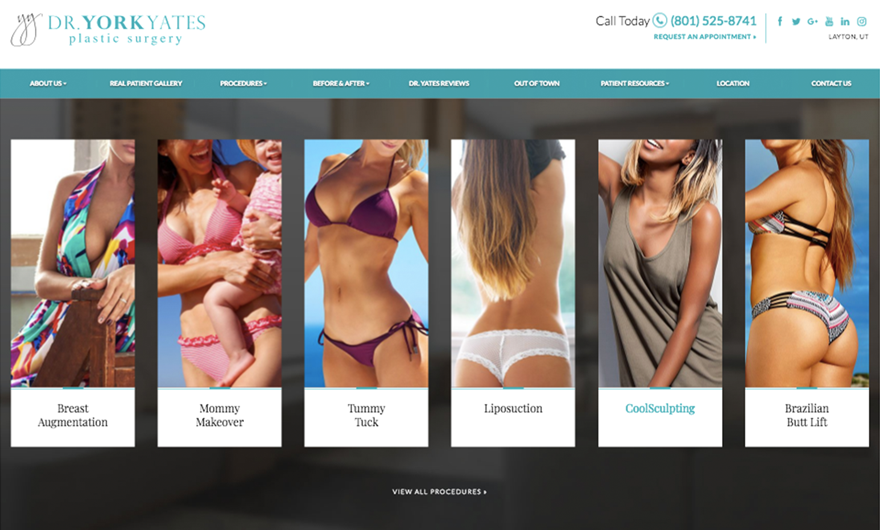 DR. YORK YATES
plastic surgery
Call Today (801) 525-8741
REQUEST AN APPOINTMENT
LAYTON, UT
ABOUT US
REAL PATIENT GALLERY
PROCEDURES
BEFORE & AFTER
DR. YATES REVIEWS
OUT OF TOWN
PATIENT RESOURCES
LOCATION
CONTACT US
Breast
Augmentation
Mommy
Makeover
Tummy
Tuck
Liposuction
CoolSculpting
Brazilian
Butt Lift
VIEW ALL PROCEDURES